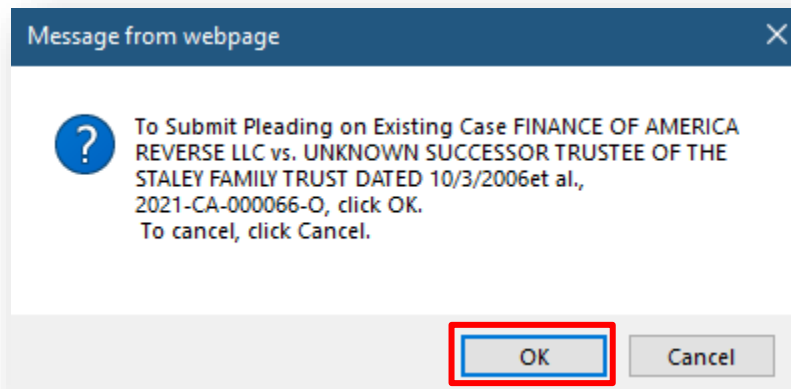 Message from webpage
?
To Submit Pleading on Existing Case FINANCE OF AMERICA
REVERSE LLC vs. UNKNOWN SUCCESSOR TRUSTEE OF THE
STALEY FAMILY TRUST DATED 10/3/2006et al.,
2021-CA-000066-O, click OK.
To cancel, click Cancel.
OK Cancel